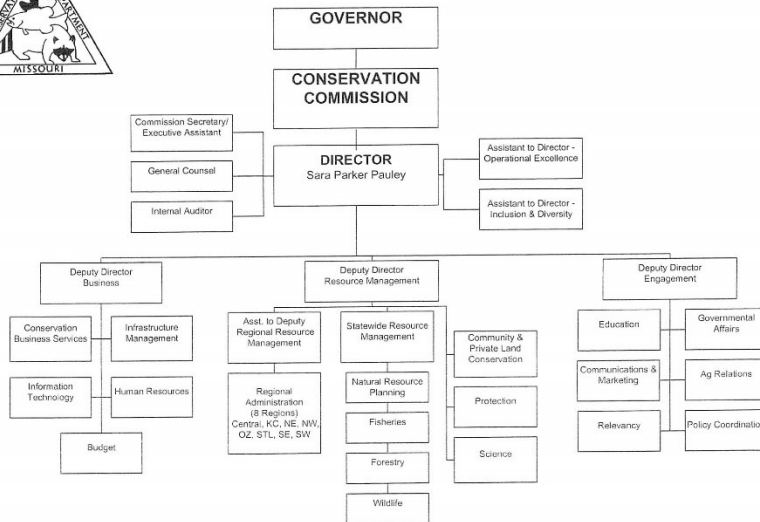 MISSOURI
GOVERNOR
CONSERVATION
COMMISSION
Commission Secretary/
Executive Assistant
General Counsel
Internal Auditor
DIRECTOR
Sara Parker Pauley
Assistant to Director -
Operational Excellence
Assistant to Director -
Inclusion & Diversity
Deputy Director
Business
Conservation
Business Services
Infrastructure
Management
Information
Technology
Human Resources
Budget
Deputy Director
Resource Management
Asst. to Deputy
Regional Resource
Management
Regional
Administration
(8 Regions)
Central, KC, NE, NW,
OZ, STL, SE, SW
Statewide Resource
Management
Natural Resource
Planning
Fisheries
Forestry
Wildlife
Community &
Private Land
Conservation
Protection
Science
Deputy Director
Engagement
Education
Governmental
Affairs
Communications &
Marketing
Ag Relations
Relevancy
Policy Coordination